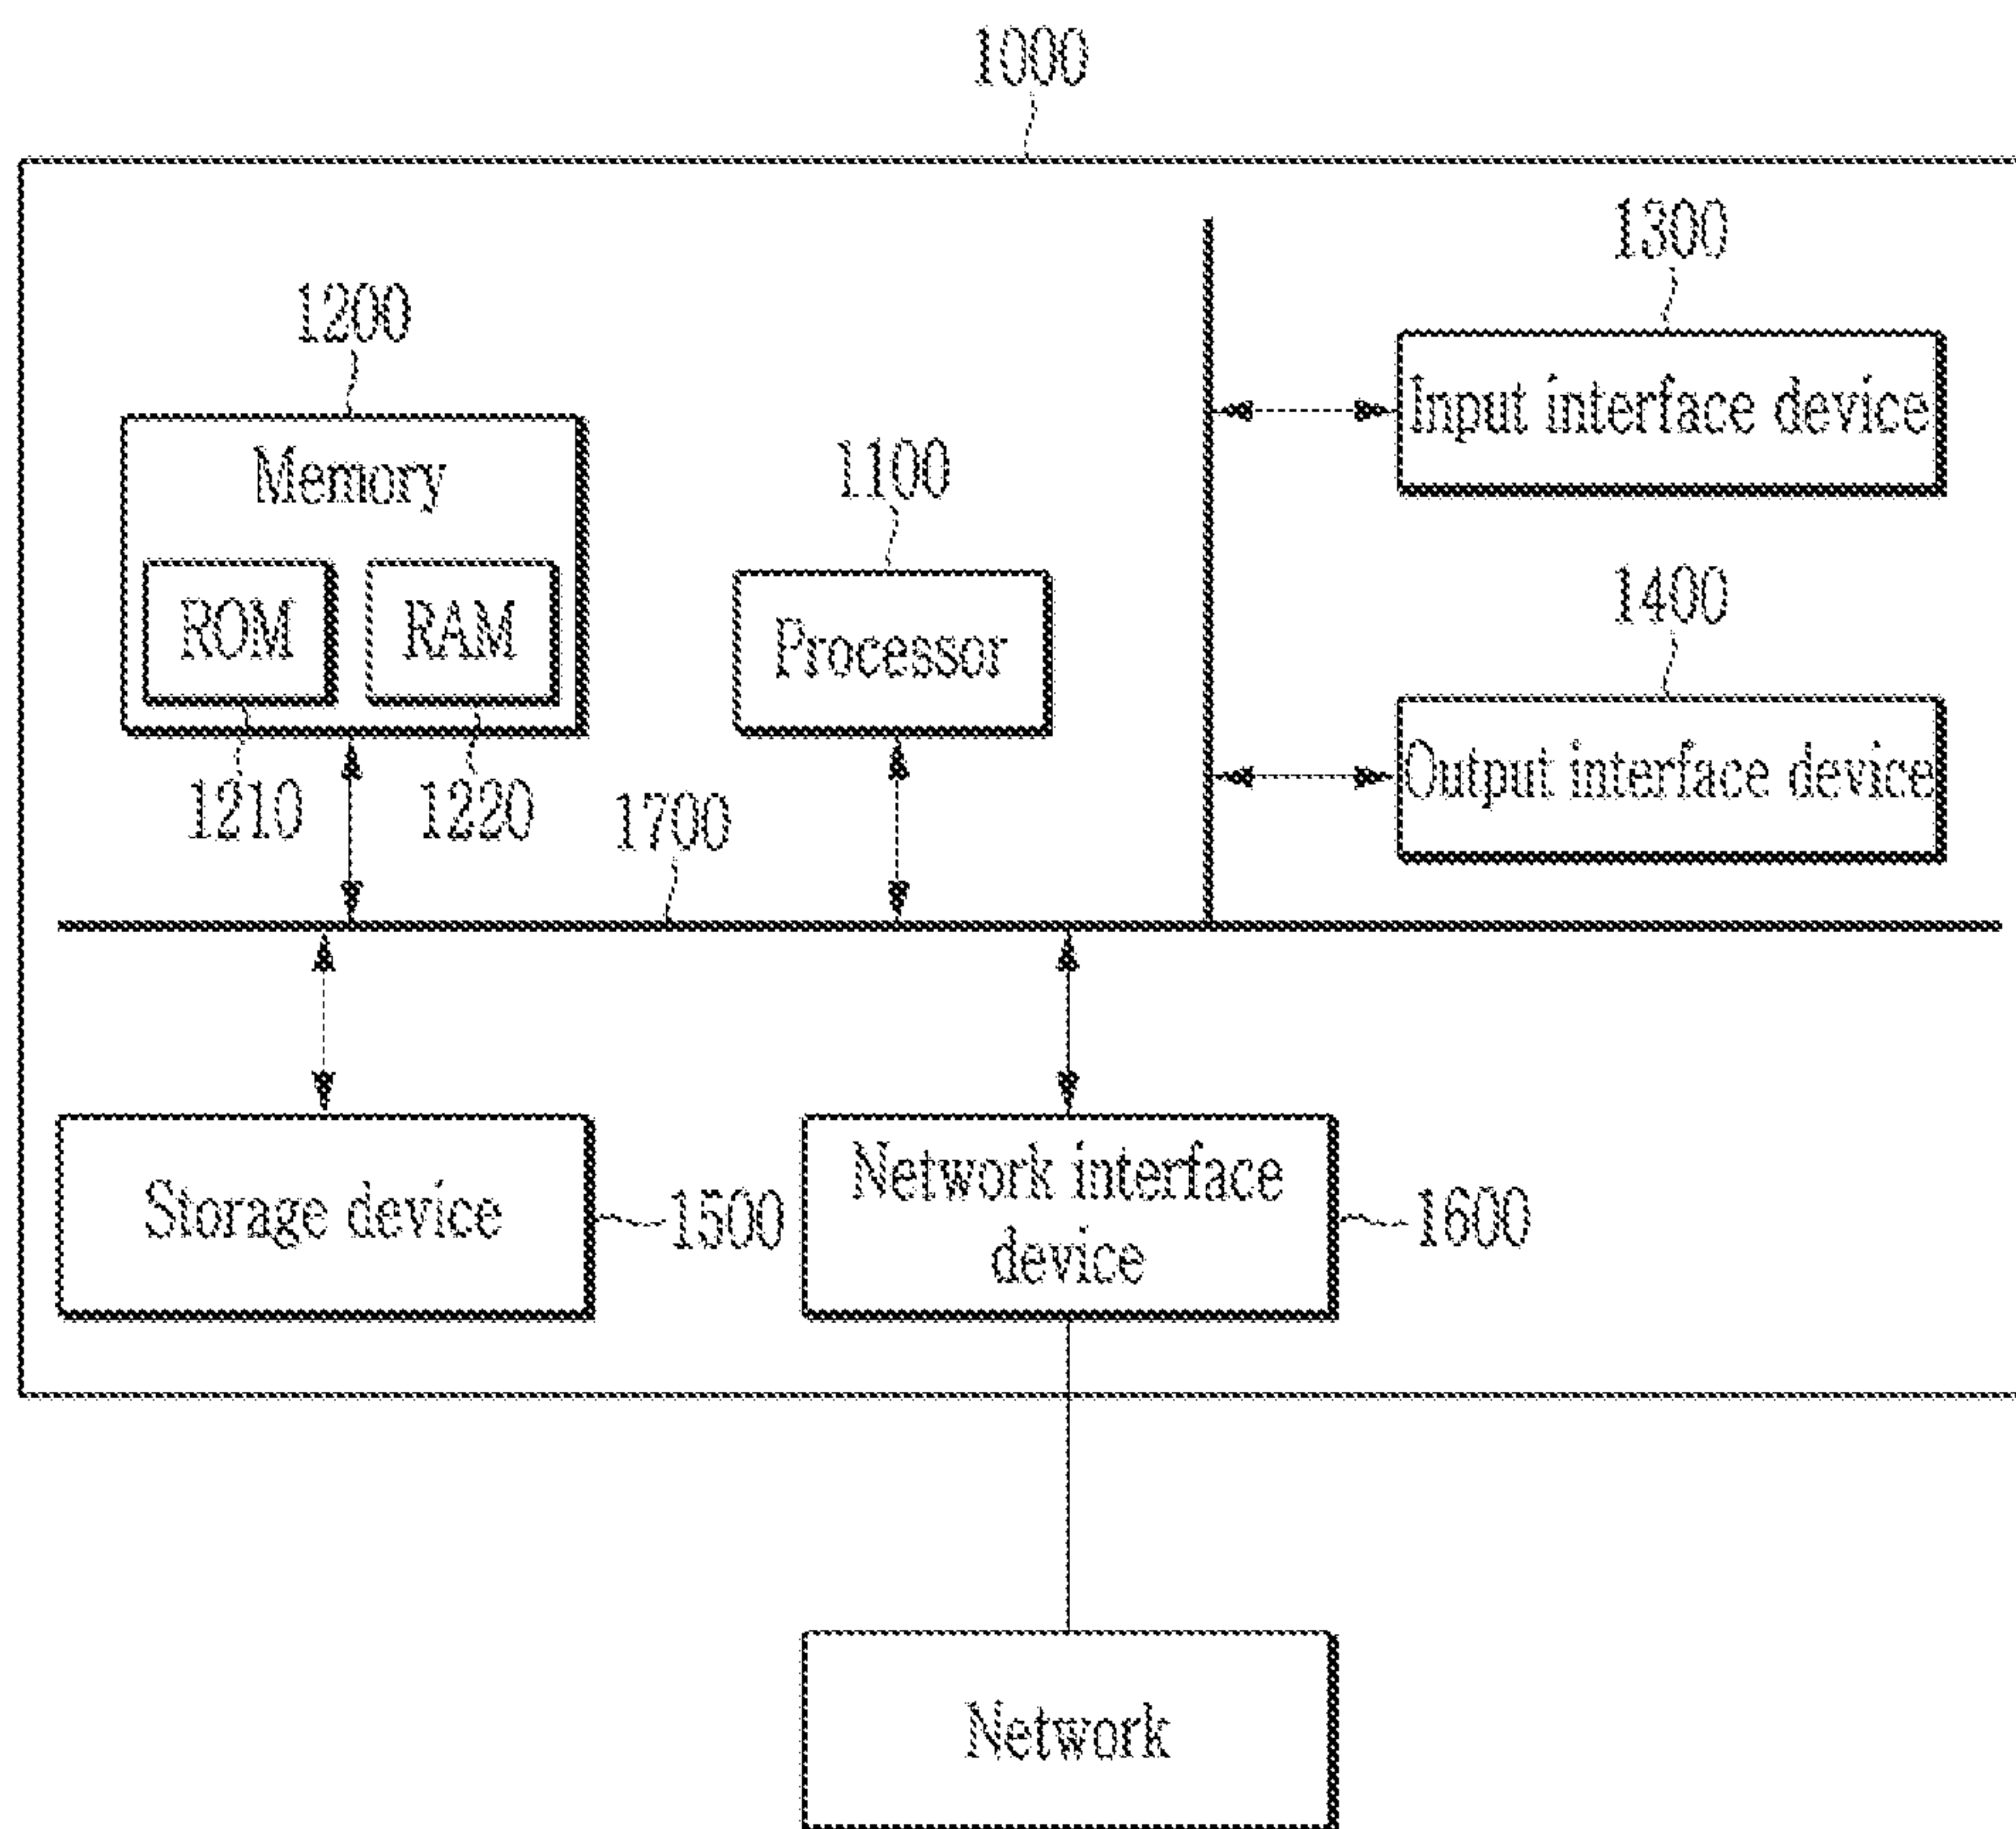 1000
1300
1200
Input interface device
Memory
1100
ROM
RAM
Processor
1400
Output interface device
1210
1220
1700
Storage device
1500
Network interface
device
1600
Network